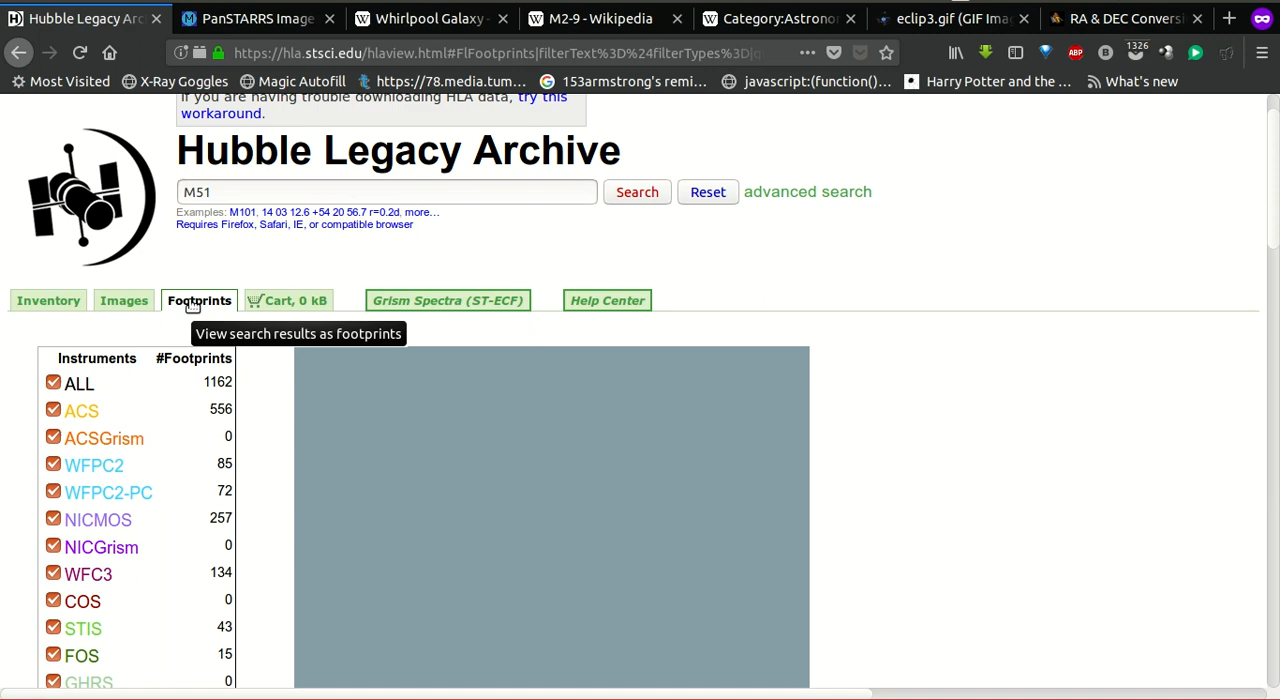 Hubble Legacy Arc
PanSTARRS Image
Whirlpool Galaxy -
M2-9 - Wikipedia
Category:Astrono
eclip3.gif (GIF Ima
RA & DEC Convers
https://hla.stsci.edu/hlaview.html#FlFootprints|filterText%3D%24filterTypes%3D|q
1326
ABP
B
Most Visited
X-Ray Goggles
Magic Autofill
https://78.media.tum...
153armstrong's remi...
javascript:(function()...
Harry Potter and the ...
What's new
If you are having trouble downloading HLA data, try this
workaround.
Hubble Legacy Archive
M51
Search
Reset
advanced search
Examples: M101, 14 03 12.6 +54 20 56.7 r=0.2d, more...
Requires Firefox, Safari, IE, or compatible browser
Inventory
Images
Footprints
Cart, 0 kB
Grism Spectra (ST-ECF)
Help Center
View search results as footprints
Instruments #Footprints
ALL 1162
ACS 556
ACSGrism 0
WFPC2 85
WFPC2-PC 72
NICMOS 257
NICGrism 0
WFC3 134
COS 0
STIS 43
FOS 15
GHRS 0